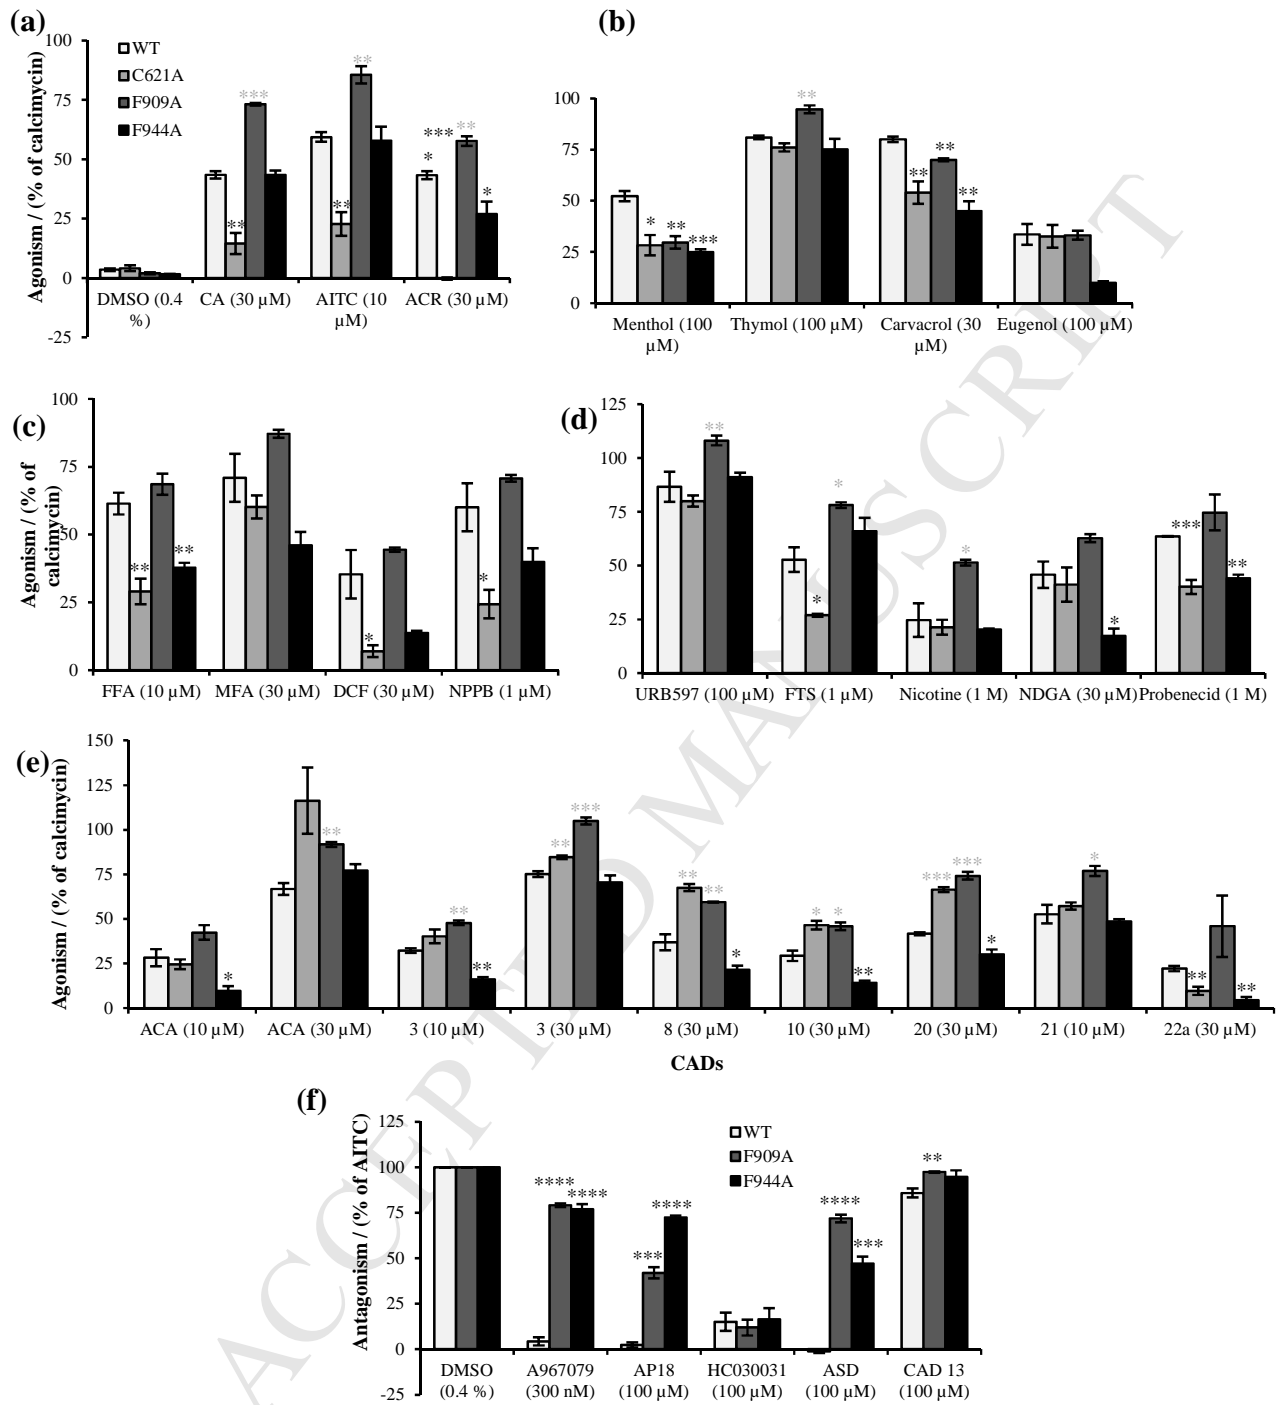 (a)
Agonism / (% of calcimycin)
100
75
50
25
0
-25
WT
C621A
F909A
F944A
***
**
**
**
***
*
**
*
DMSO (0.4 %)
CA (30 µM)
AITC (10 µM)
ACR (30 µM)
(b)
100
75
50
25
0
*
**
***
**
**
**
**
Menthol (100 µM)
Thymol (100 µM)
Carvacrol (30 µM)
Eugenol (100 µM)
(c)
Agonism / (% of calcimycin)
100
75
50
25
0
**
**
*
*
FFA (10 µM)
MFA (30 µM)
DCF (30 µM)
NPPB (1 µM)
(d)
125
100
75
50
25
0
**
*
*
*
*
***
**
URB597 (100 µM)
FTS (1 µM)
Nicotine (1 M)
NDGA (30 µM)
Probenecid (1 M)
(e)
Agonism / (% of calcimycin)
150
125
100
75
50
25
0
*
**
**
**
**
***
**
**
*
*
*
**
***
***
*
*
**
**
ACA (10 µM)
ACA (30 µM)
3 (10 µM)
3 (30 µM)
8 (30 µM)
10 (30 µM)
20 (30 µM)
21 (10 µM)
22a (30 µM)
CADs
(f)
Antagonism / (% of AITC)
125
100
75
50
25
0
-25
WT
F909A
F944A
****
****
***
****
***
***
**
DMSO (0.4 %)
A967079 (300 nM)
AP18 (100 µM)
HC030031 (100 µM)
ASD (100 µM)
CAD 13 (100 µM)
ACCEPTED MANUSCRIPT